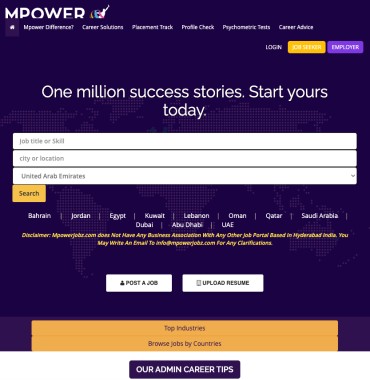 MPOWER
Mpower Difference? Career Solutions Placement Track Profile Check Psychometric Tests Career Advice
LOGIN JOB SEEKER EMPLOYER
One million success stories. Start yours
today.
Job title or Skill
city or location
United Arab Emirates
Search
Bahrain | Jordan | Egypt | Kuwait | Lebanon | Oman | Qatar | Saudi Arabia |
Dubai | Abu Dhabi | UAE
Disclaimer: Mpowerjobz.com does Not Have Any Business Association With Any Other Job Portal Based In Hyderabad India. You
May Write An Email To info@mpowerjobz.com For Any Clarifications.
POST A JOB UPLOAD RESUME
Top Industries
Browse Jobs by Countries
OUR ADMIN CAREER TIPS